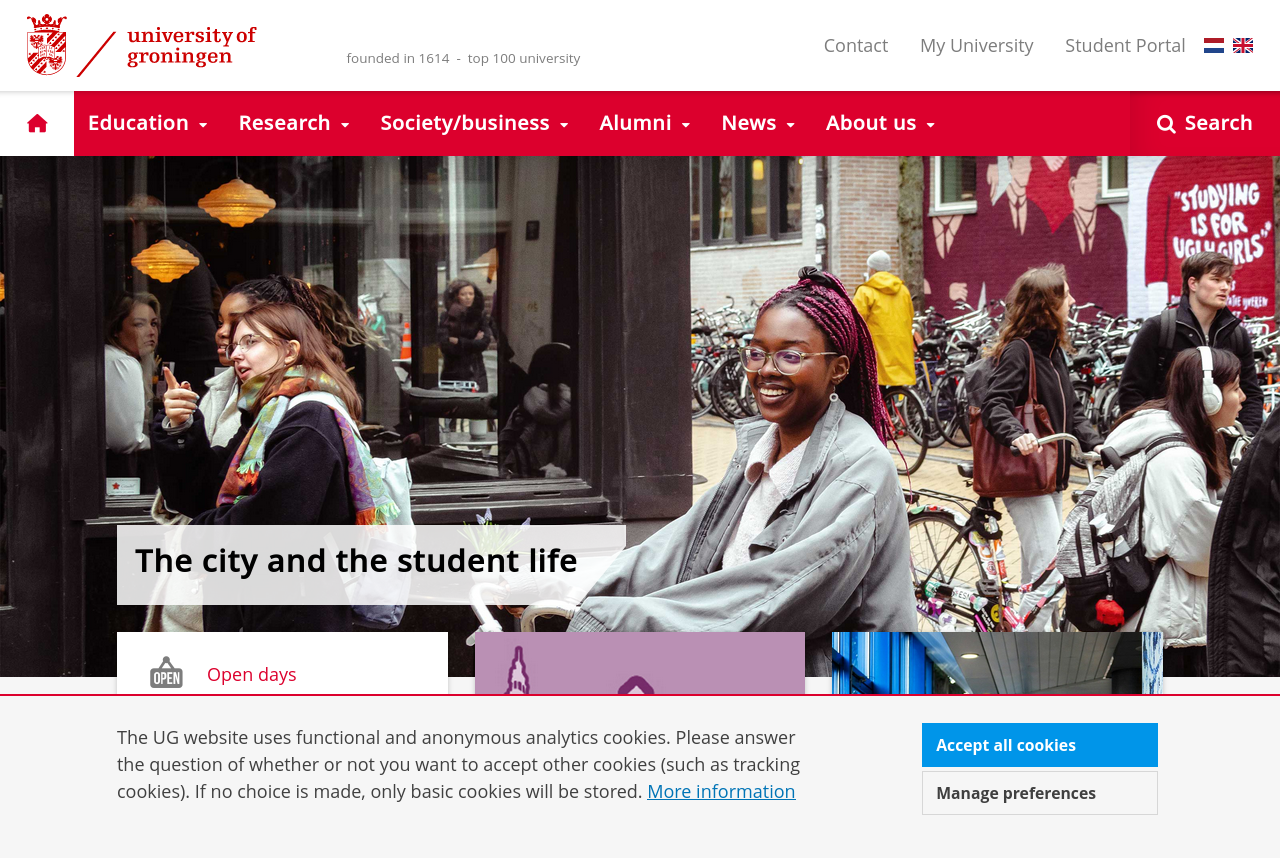 university of
groningen
founded in 1614 - top 100 university
Contact
My University
Student Portal
Education
Research
Society/business
Alumni
News
About us
Search
"STUDYING
IS FOR
UGLY GIRLS"
The city and the student life
OPEN
Open days
The UG website uses functional and anonymous analytics cookies. Please answer
the question of whether or not you want to accept other cookies (such as tracking
cookies). If no choice is made, only basic cookies will be stored. More information
Accept all cookies
Manage preferences